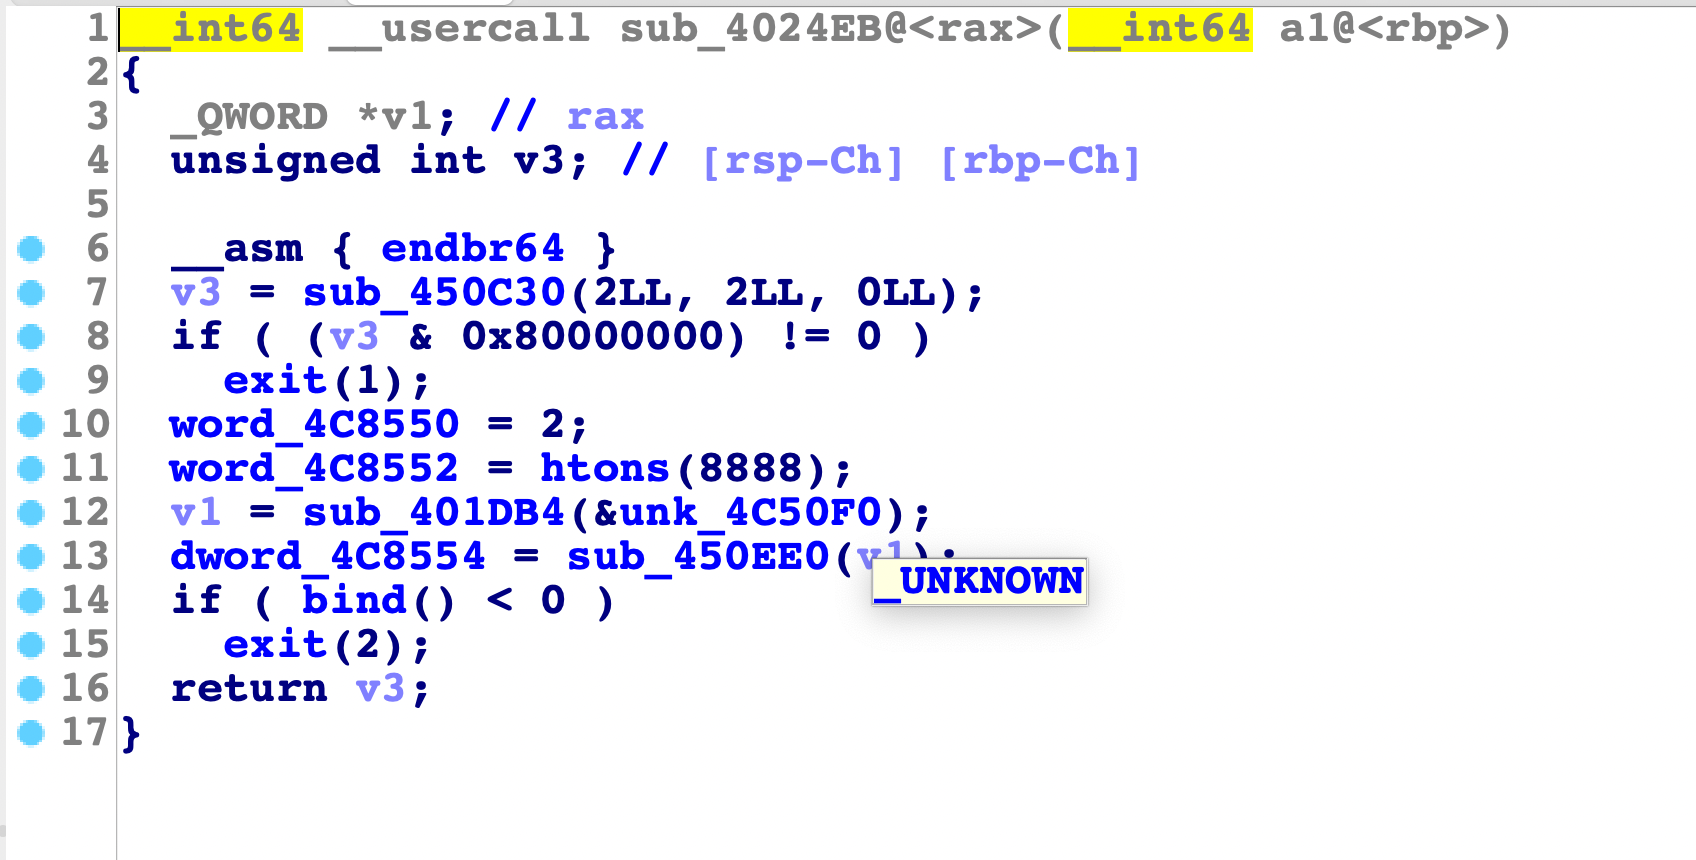 1 __int64 __usercall sub_4024EB@<rax>(__int64 a1@<rbp>)
2 {
3 _QWORD *v1; // rax
4 unsigned int v3; // [rsp-Ch] [rbp-Ch]
5
6 __asm { endbr64 }
7 v3 = sub_450C30(2LL, 2LL, 0LL);
8 if ( (v3 & 0x80000000) != 0 )
9 exit(1);
10 word_4C8550 = 2;
11 word_4C8552 = htons(8888);
12 v1 = sub_401DB4(&unk_4C50F0);
13 dword_4C8554 = sub_450EE0(v1);
_UNKNOWN
14 if ( bind() < 0 )
15 exit(2);
16 return v3;
17 }